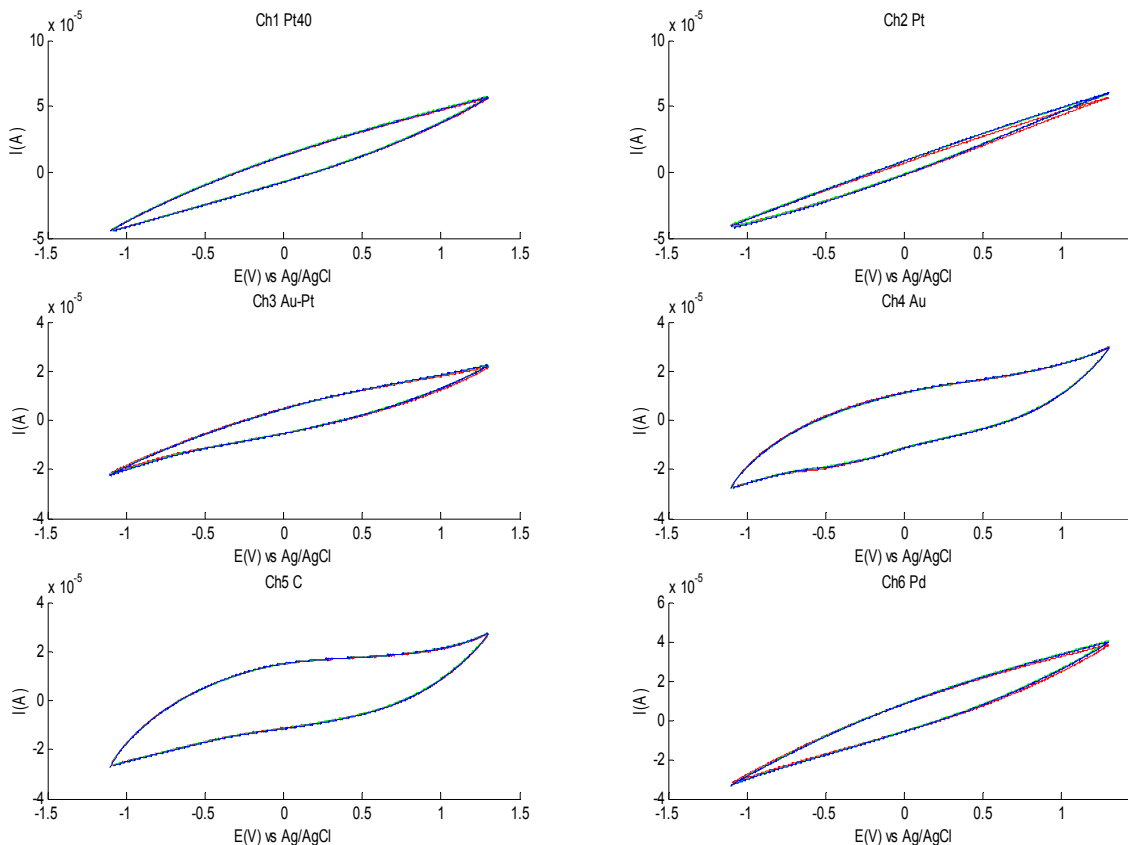 x 10-5
Ch1 Pt40
10
5
0
-5
I(A)
-1.5 -1 -0.5 0 0.5 1 1.5
E(V) vs Ag/AgCl
x 10-5
Ch2 Pt
10
5
0
-5
I(A)
-1.5 -1 -0.5 0 0.5 1
E(V) vs Ag/AgCl
x 10-5
Ch3 Au-Pt
4
2
0
-2
-4
I(A)
-1.5 -1 -0.5 0 0.5 1 1.5
E(V) vs Ag/AgCl
x 10-5
Ch4 Au
4
2
0
-2
-4
I(A)
-1.5 -1 -0.5 0 0.5 1
E(V) vs Ag/AgCl
x 10-5
Ch5 C
4
2
0
-2
-4
I(A)
-1.5 -1 -0.5 0 0.5 1 1.5
E(V) vs Ag/AgCl
x 10-5
Ch6 Pd
6
4
2
0
-2
-4
I(A)
-1.5 -1 -0.5 0 0.5 1
E(V) vs Ag/AgCl